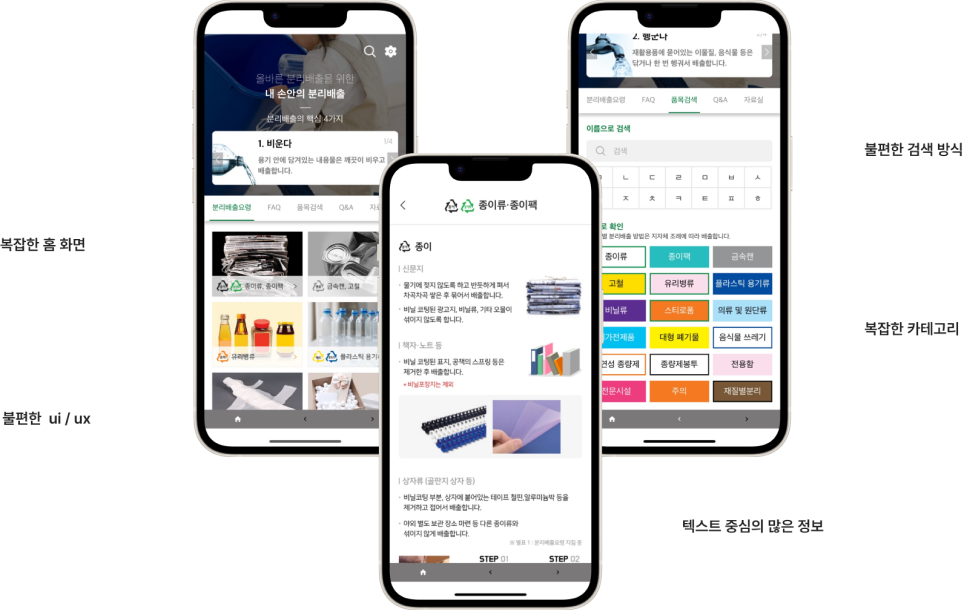 복잡한 홈 화면
불편한 ui / ux
올바른 분리배출을 위한
내 손안의 분리배출
분리배출의 핵심 4가지
1. 비운다
1/4
용기 안에 담겨있는 내용물은 깨끗이 비우고
배출합니다.
분리배출요령
FAQ
품목검색
Q&A
종이류, 종이팩
금속캔, 고철
유리병류
플라스틱 용기
종이류·종이팩
종이
신문지
· 물기에 젖지 않도록 하고 반듯하게 펴서
차곡차곡 쌓은 후 묶어서 배출합니다.
· 비닐 코팅된 광고지, 비닐류, 기타 오물이
섞이지 않도록 합니다.
책자·노트 등
· 비닐 코팅된 표지, 공책의 스프링 등은
제거한 후 배출합니다.
* 비닐포장지는 제외
상자류 (골판지 상자 등)
· 비닐코팅 부분, 상자에 붙어있는 테이프 철핀,알루미늄박 등을
제거하고 접어서 배출합니다.
· 야외 별도 보관 장소 마련 등 다른 종이류와
섞이지 않게 배출합니다.
※ 별표 1 : 분리배출요령 지침 중
STEP 01
STEP 02
2. 헹군다
재활용품에 묻어있는 이물질, 음식물 등은
닦거나 한 번 헹궈서 배출합니다.
분리배출요령
FAQ
품목검색
Q&A
자료실
이름으로 검색
검색
ㄴ
ㄷ
ㄹ
ㅁ
ㅂ
ㅅ
ㅈ
ㅊ
ㅋ
ㅌ
ㅍ
ㅎ
로 확인
별 분리배출 방법은 지자체 조례에 따라 배출합니다.
종이류
종이팩
금속캔
고철
유리병류
플라스틱 용기류
비닐류
스티로폼
의류 및 원단류
가전제품
대형 폐기물
음식물 쓰레기
연성 종량제
종량제봉투
전용함
전문시설
주의
재질별분리
불편한 검색 방식
복잡한 카테고리
텍스트 중심의 많은 정보